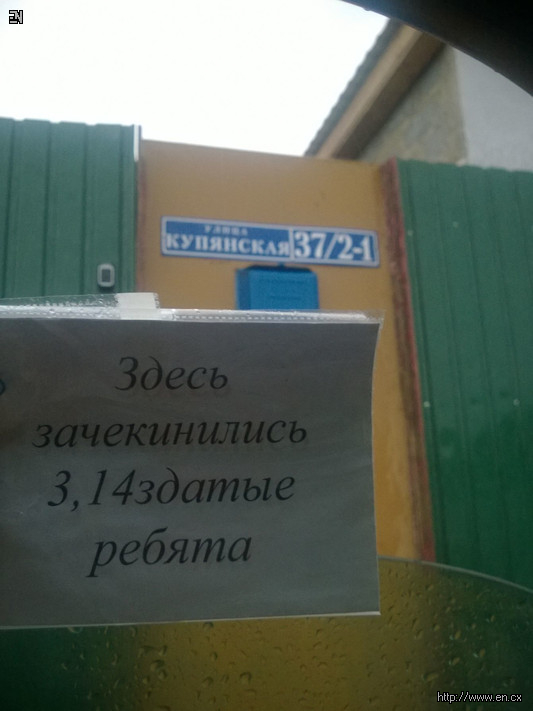 EN
УЛИЦА
КУПЯНСКАЯ 37/2-1
Здесь
зачекинились
3,14здатые
ребята
http://www.en.cx